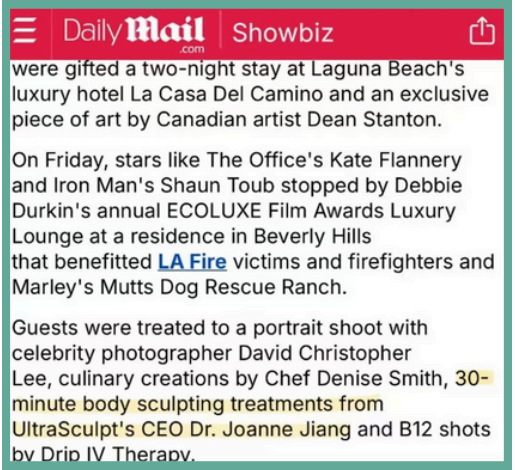 Daily Mail .com Showbiz
were gifted a two-night stay at Laguna Beach's
luxury hotel La Casa Del Camino and an exclusive
piece of art by Canadian artist Dean Stanton.
On Friday, stars like The Office's Kate Flannery
and Iron Man's Shaun Toub stopped by Debbie
Durkin's annual ECOLUXE Film Awards Luxury
Lounge at a residence in Beverly Hills
that benefitted LA Fire victims and firefighters and
Marley's Mutts Dog Rescue Ranch.
Guests were treated to a portrait shoot with
celebrity photographer David Christopher
Lee, culinary creations by Chef Denise Smith, 30-
minute body sculpting treatments from
UltraSculpt's CEO Dr. Joanne Jiang and B12 shots
by Drip IV Therapy.